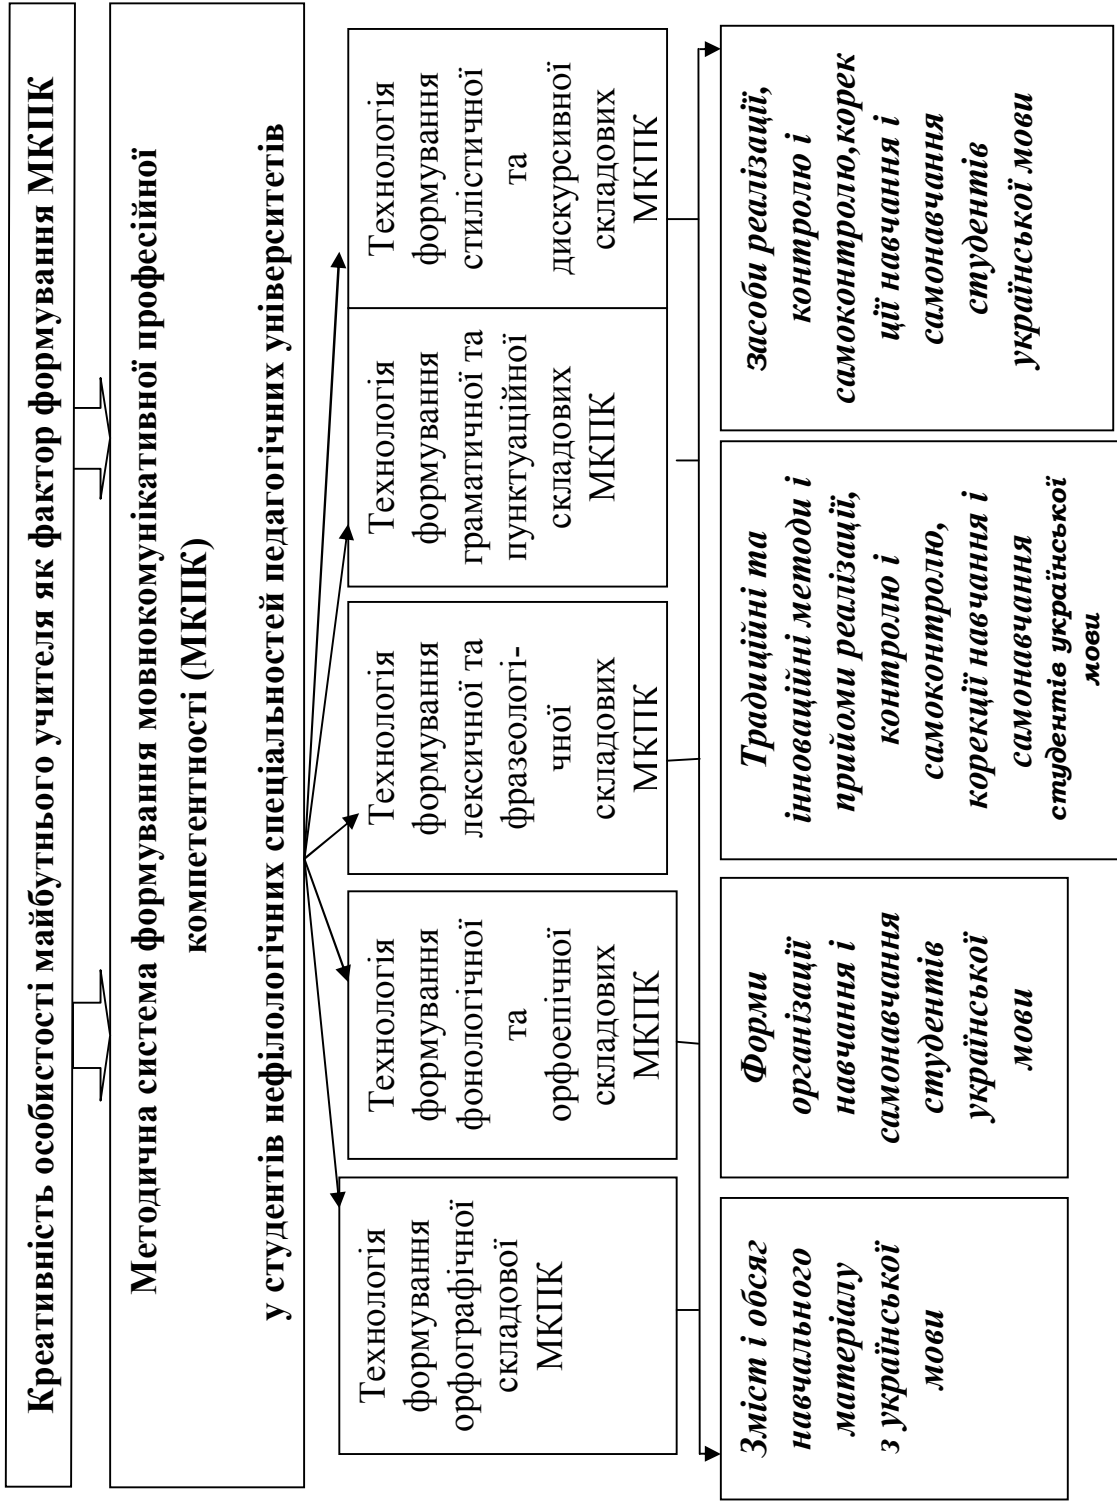 Креативність особистості майбутнього учителя як фактор формування МКПК
Методична система формування мовнокомунікативної професійної
компетентності (МКПК)
у студентів нефілологічних спеціальностей педагогічних університетів
Технологія
формування
орфографічної
складової
МКПК
Технологія
формування
фонологічної
та
орфоепічної
складових
МКПК
Технологія
формування
лексичної та
фразеологі-
чної
складових
МКПК
Технологія
формування
граматичної та
пунктуаційної
складових
МКПК
Технологія
формування
стилістичної
та
дискурсивної
складових
МКПК
Зміст і обсяг
навчального
матеріалу
з української
мови
Форми
організації
навчання і
самонавчання
студентів
української
мови
Традиційні та
інноваційні методи і
прийоми реалізації,
контролю і
самоконтролю,
корекції навчання і
самонавчання
студентів української
мови
Засоби реалізації,
контролю і
самоконтролю,корек
ції навчання і
самонавчання
студентів
української мови